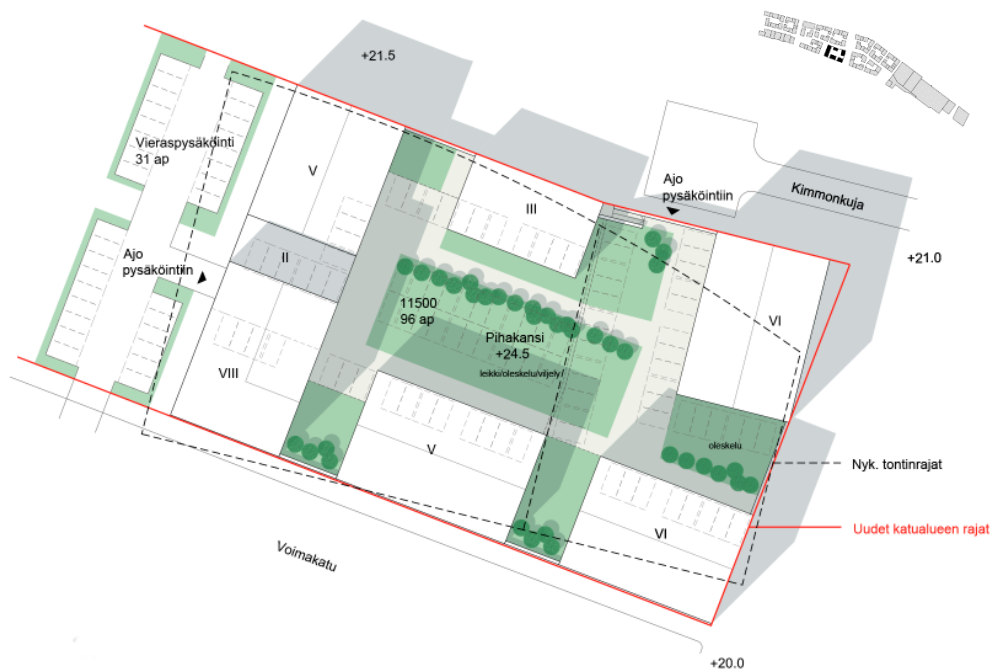 +21.5
Vieraspysäköinti
31 ap
V
III
Ajo
pysäköintiin
Kimmonkuja
+21.0
Ajo
pysäköintiin
II
11500
96 ap
Pihakansi
+24.5
leikki/oleskelu/viljely
VI
VIII
V
oleskelu
Nyk. tontinrajat
VI
Uudet katualueen rajat
Voimakatu
+20.0